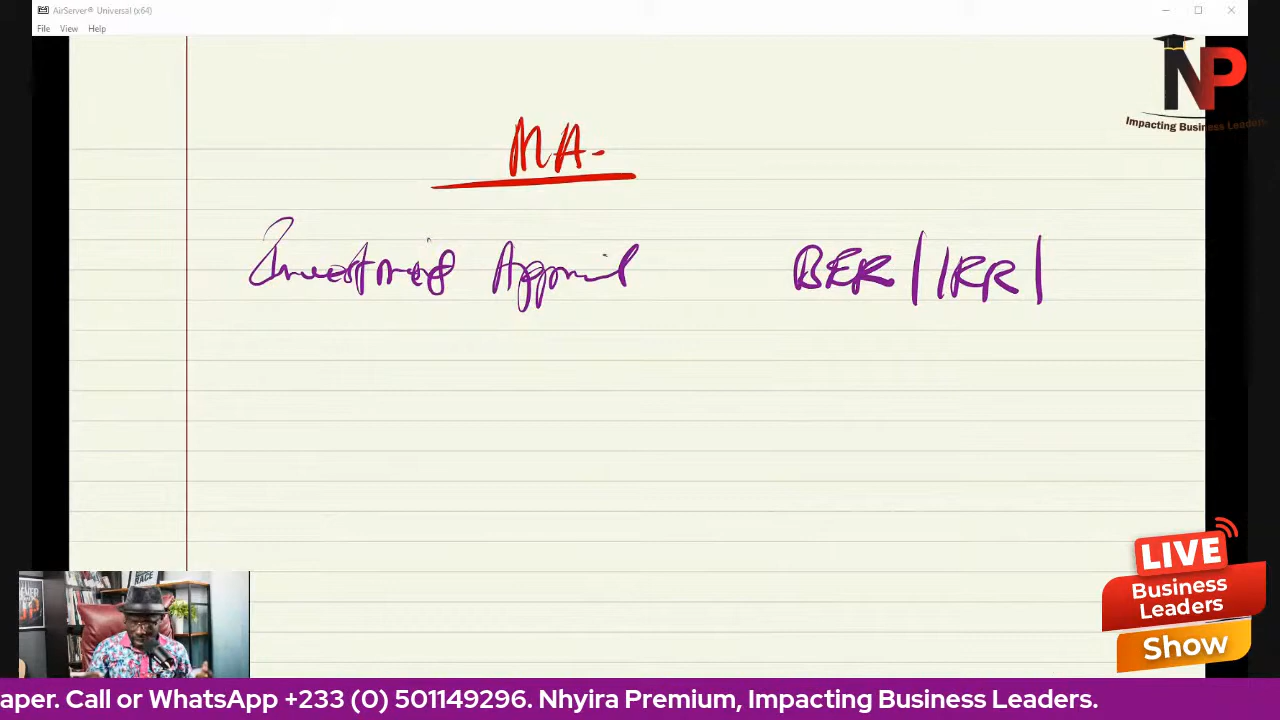 AirServer® Universal (x64)
File View Help
NP
Impacting Business Leaders
MA.
Investment Appraisal BER | IRR |
LIVE
Business
Leaders
Show
aper. Call or WhatsApp +233 (0) 501149296. Nhyira Premium, Impacting Business Leaders.